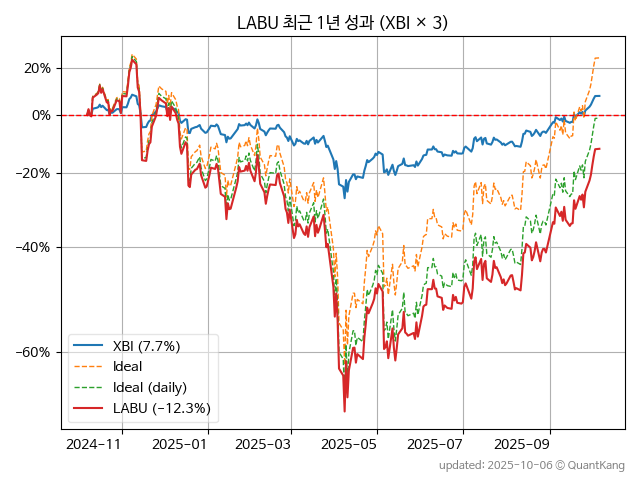 LABU 최근 1년 성과 (XBI × 3)
20%
0%
−20%
−40%
−60%
XBI (7.7%)
Ideal
Ideal (daily)
LABU (−12.3%)
2024-11 2025-01 2025-03 2025-05 2025-07 2025-09
updated: 2025-10-06 © QuantKang